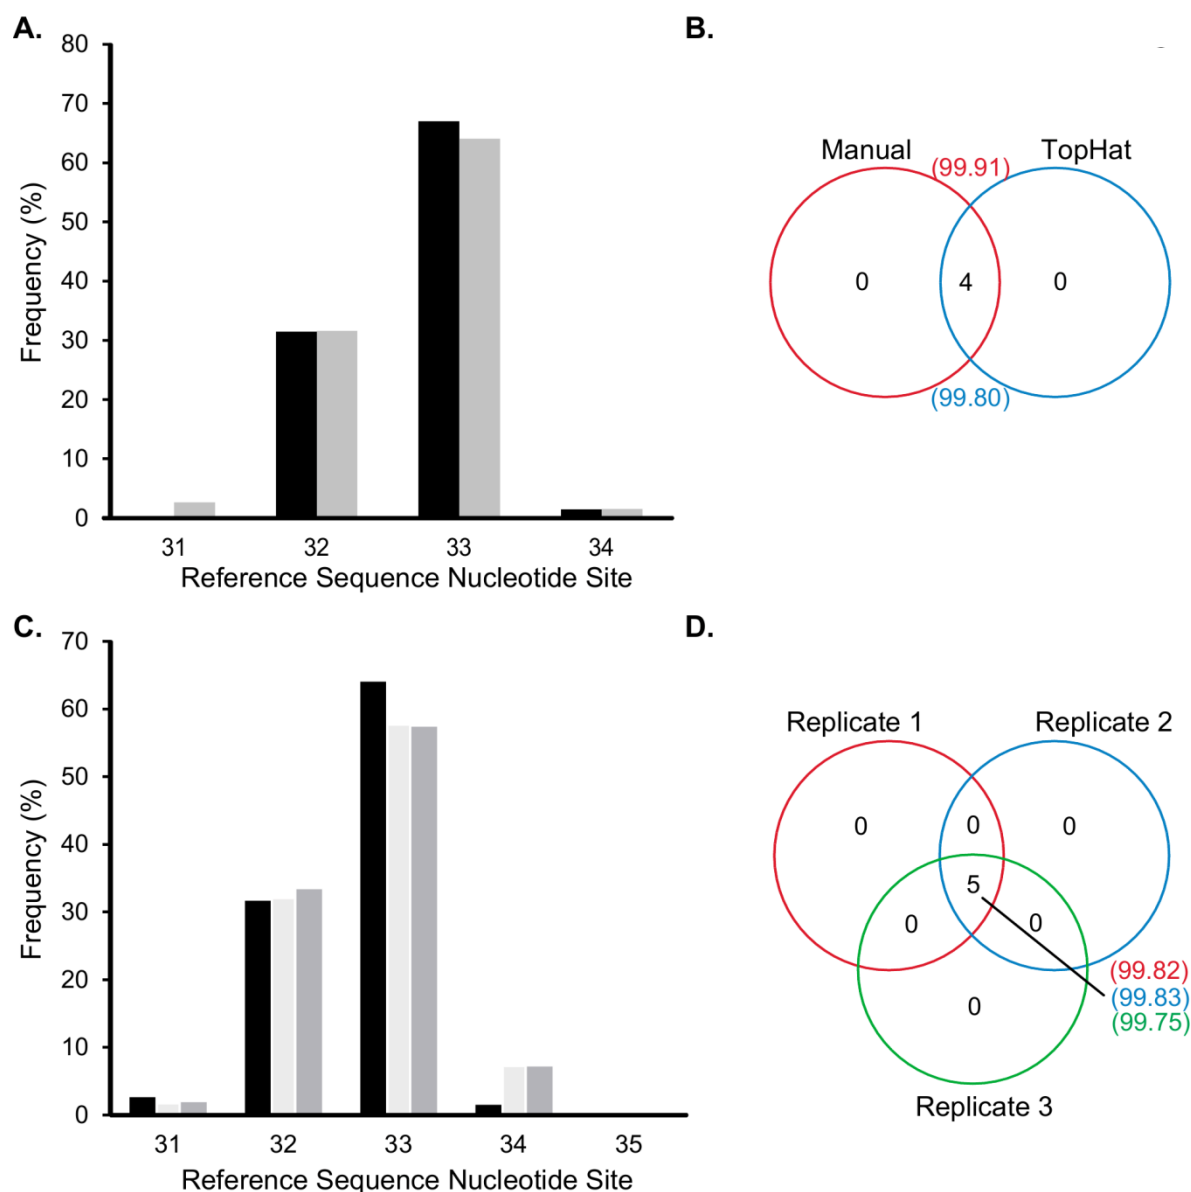 A.
80
70
60
50
40
30
20
10
0
Frequency (%)
31 32 33 34
Reference Sequence Nucleotide Site
B.
Manual TopHat
(99.91)
0 4 0
(99.80)
C.
70
60
50
40
30
20
10
0
Frequency (%)
31 32 33 34 35
Reference Sequence Nucleotide Site
D.
Replicate 1 Replicate 2
0 0 0
5
0 0
(99.82)
(99.83)
(99.75)
0
Replicate 3